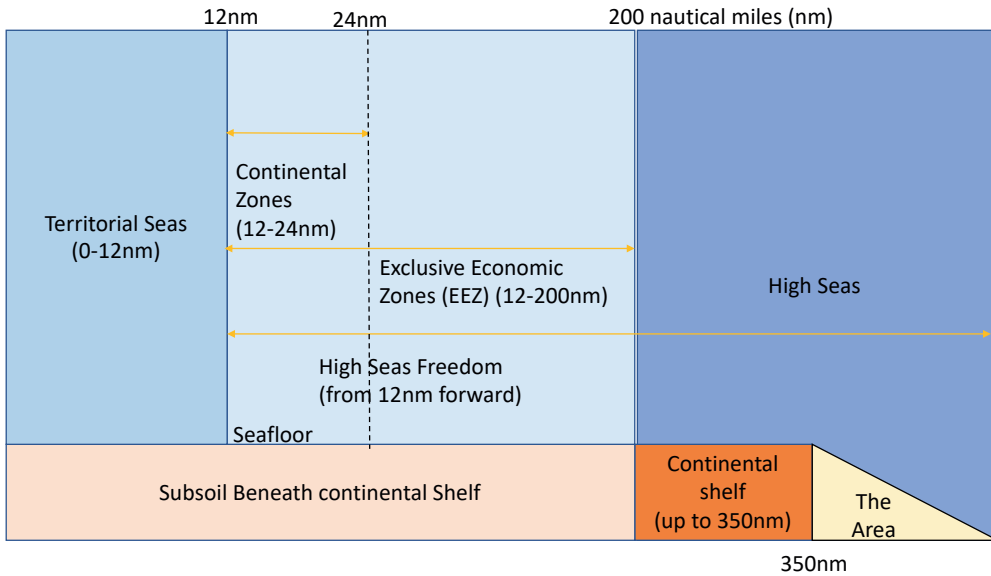 12nm
24nm
200 nautical miles (nm)
Continental
Zones
(12-24nm)
Territorial Seas
(0-12nm)
Exclusive Economic
Zones (EEZ) (12-200nm)
High Seas
High Seas Freedom
(from 12nm forward)
Seafloor
Subsoil Beneath continental Shelf
Continental
shelf
(up to 350nm)
The
Area
350nm